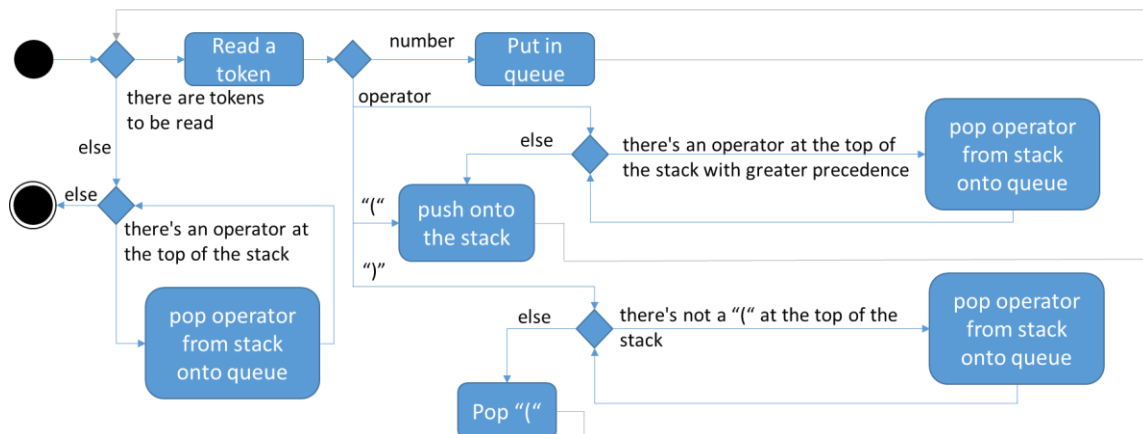 Read a
token
number
Put in
queue
there are tokens
to be read
operator
else
else
there's an operator at the top of
the stack with greater precedence
pop operator
from stack
onto queue
else
there's an operator at
the top of the stack
“(“
push onto
the stack
“)”
pop operator
from stack
onto queue
else
there's not a “(“ at the top of the
stack
pop operator
from stack
onto queue
Pop “(“